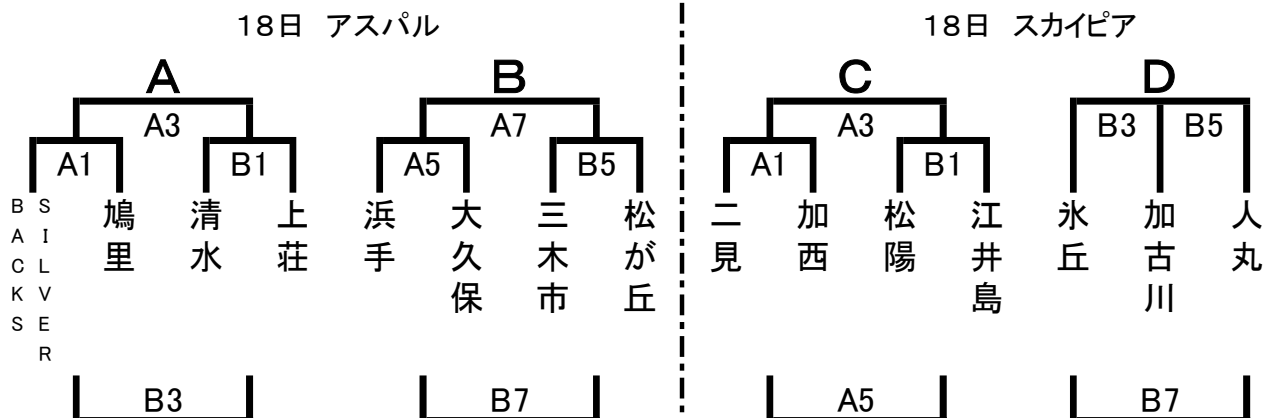 18日 アスパル
18日 スカイピア
A
B
C
D
A3
A7
A3
B3
B5
A1
B1
A5
B5
A1
B1
SILVER
BACKS
鳩里
清水
上荘
浜手
大久保
三木市
松が丘
二見
加西
松陽
江井島
氷丘
加古川
人丸
B3
B7
A5
B7